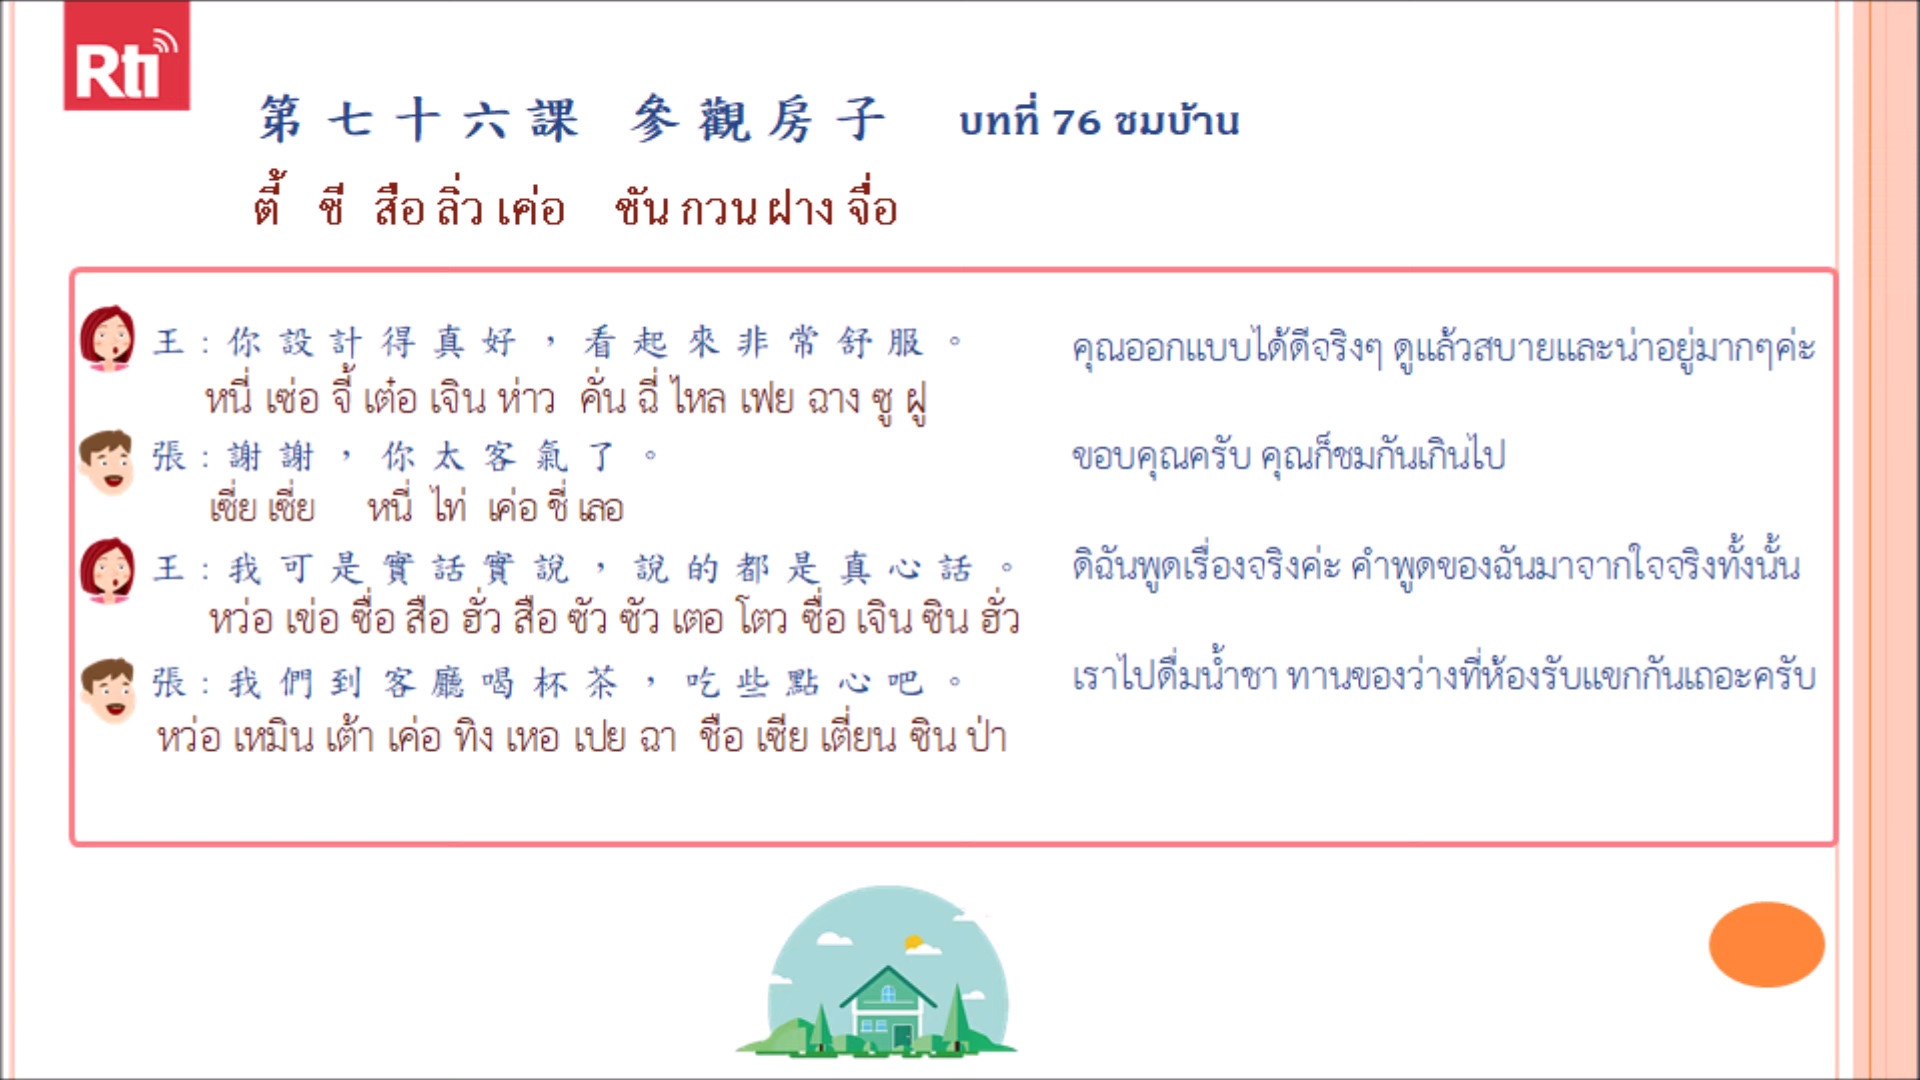 Rti
第七十六課 參觀房子 บทที่ 76 ชมบ้าน
ตี้ ชี สือ ลิ่ว เค่อ ชัน กวน ฝาง จื่อ
王:你設計得真好,看起來非常舒服。 คุณออกแบบได้ดีจริงๆ ดูแล้วสบายและน่าอยู่มากๆค่ะ
หนี่ เซ่อ จี้ เต๋อ เจิน ห่าว คั่น ฉี่ ไหล เฟย ฉาง ซู ฝู
張:謝謝,你太客氣了。 ขอบคุณครับ คุณก็ชมกันเกินไป
เซี่ย เซี่ย หนี่ ไท่ เค่อ ชี่ เลอ
王:我可是實話實說,說的都是真心話。 ดิฉันพูดเรื่องจริงค่ะ คำพูดของฉันมาจากใจจริงทั้งนั้น
หว่อ เข่อ ซื่อ สือ ฮั่ว สือ ซัว ซัว เตอ โตว ซื่อ เจิน ซิน ฮั่ว
張:我們到客廳喝杯茶,吃些點心吧。 เราไปดื่มน้ำชา ทานของว่างที่ห้องรับแขกกันเถอะครับ
หว่อ เหมิน เต้า เค่อ ทิง เหอ เปย ฉา ชือ เซีย เตี่ยน ซิน ป่า